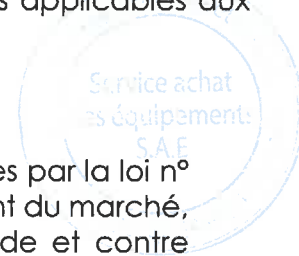 s applicables aux
Service achat
es équipements
S.A.E
es par la loi n°
nt du marché,
de et contre